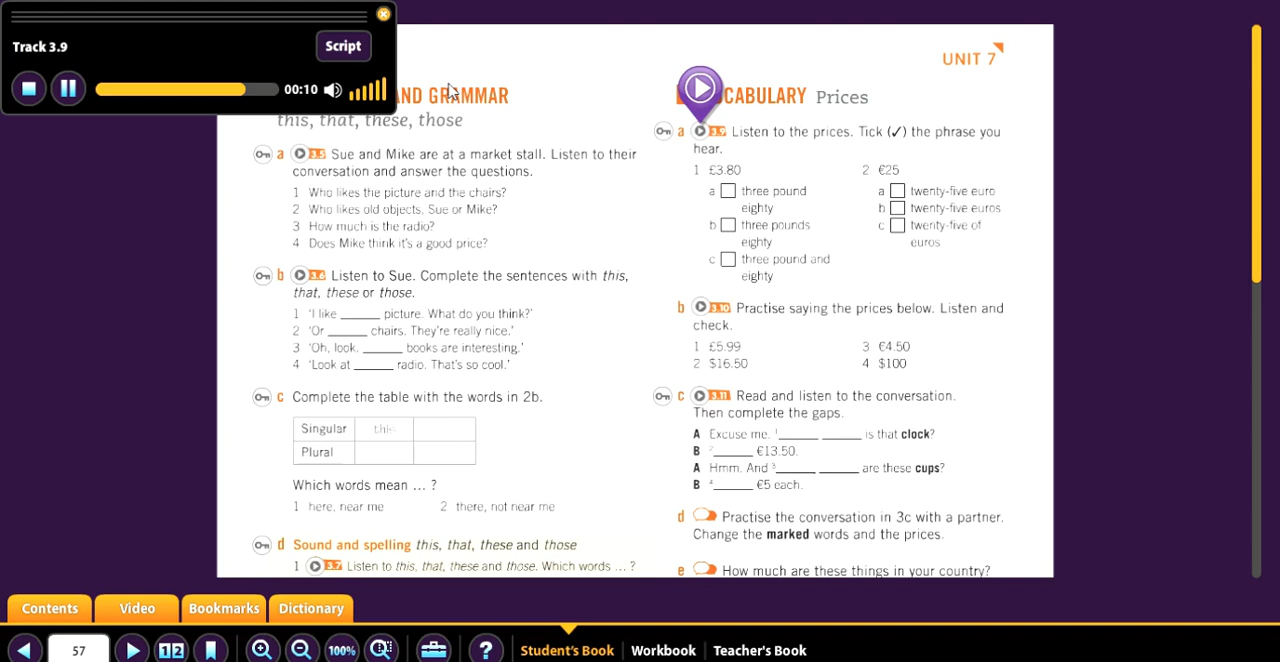 Track 3.9
Script
00:10
UNIT 7
AND GRAMMAR
this, that, these, those
a 3.5 Sue and Mike are at a market stall. Listen to their
conversation and answer the questions.
1 Who likes the picture and the chairs?
2 Who likes old objects, Sue or Mike?
3 How much is the radio?
4 Does Mike think it's a good price?
b 3.6 Listen to Sue. Complete the sentences with this,
that, these or those.
1 'I like ______ picture. What do you think?'
2 'Or ______ chairs. They're really nice.'
3 'Oh, look. ______ books are interesting.'
4 'Look at ______ radio. That's so cool.'
c Complete the table with the words in 2b.
Singular this
Plural
Which words mean … ?
1 here, near me 2 there, not near me
d Sound and spelling this, that, these and those
1 3.7 Listen to this, that, these and those. Which words … ?
VOCABULARY Prices
a 3.9 Listen to the prices. Tick (✓) the phrase you
hear.
1 £3.80 2 €25
a three pound a twenty-five euro
eighty b twenty-five euros
b three pounds c twenty-five of
eighty euros
c three pound and
eighty
b 3.10 Practise saying the prices below. Listen and
check.
1 £5.99 3 €4.50
2 $16.50 4 $100
c 3.11 Read and listen to the conversation.
Then complete the gaps.
A Excuse me. 1______ ______ is that clock?
B 2______ €13.50.
A Hmm. And 3______ ______ are these cups?
B 4______ €5 each.
d Practise the conversation in 3c with a partner.
Change the marked words and the prices.
e How much are these things in your country?
Contents Video Bookmarks Dictionary
57 12 100% ? Student's Book Workbook Teacher's Book